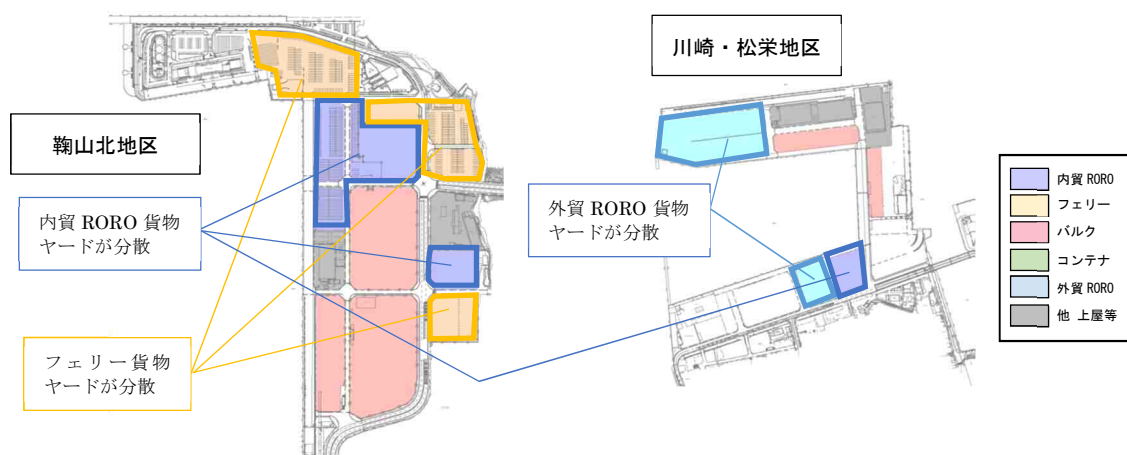 川崎・松栄地区
鞠山北地区
内貿 RORO 貨物
ヤードが分散
外貿 RORO 貨物
ヤードが分散
フェリー貨物
ヤードが分散
内貿 RORO
フェリー
バルク
コンテナ
外貿 RORO
他 上屋等